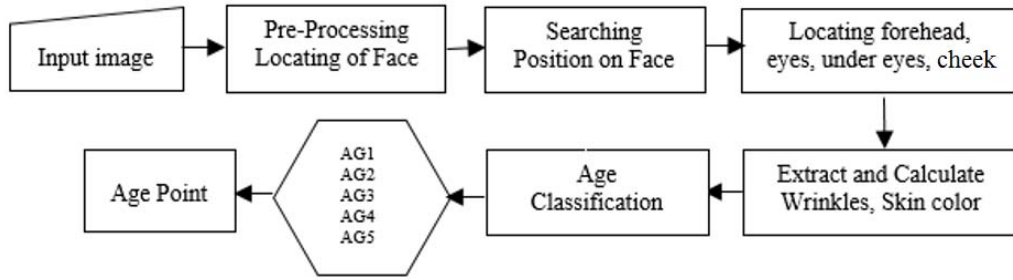 Input image
Pre-Processing
Locating of Face
Searching
Position on Face
Locating forehead,
eyes, under eyes, cheek
Extract and Calculate
Wrinkles, Skin color
Age
Classification
AG1
AG2
AG3
AG4
AG5
Age Point